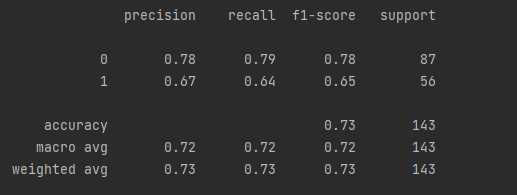 precision recall f1-score support
0 0.78 0.79 0.78 87
1 0.67 0.64 0.65 56
accuracy 0.73 143
macro avg 0.72 0.72 0.72 143
weighted avg 0.73 0.73 0.73 143